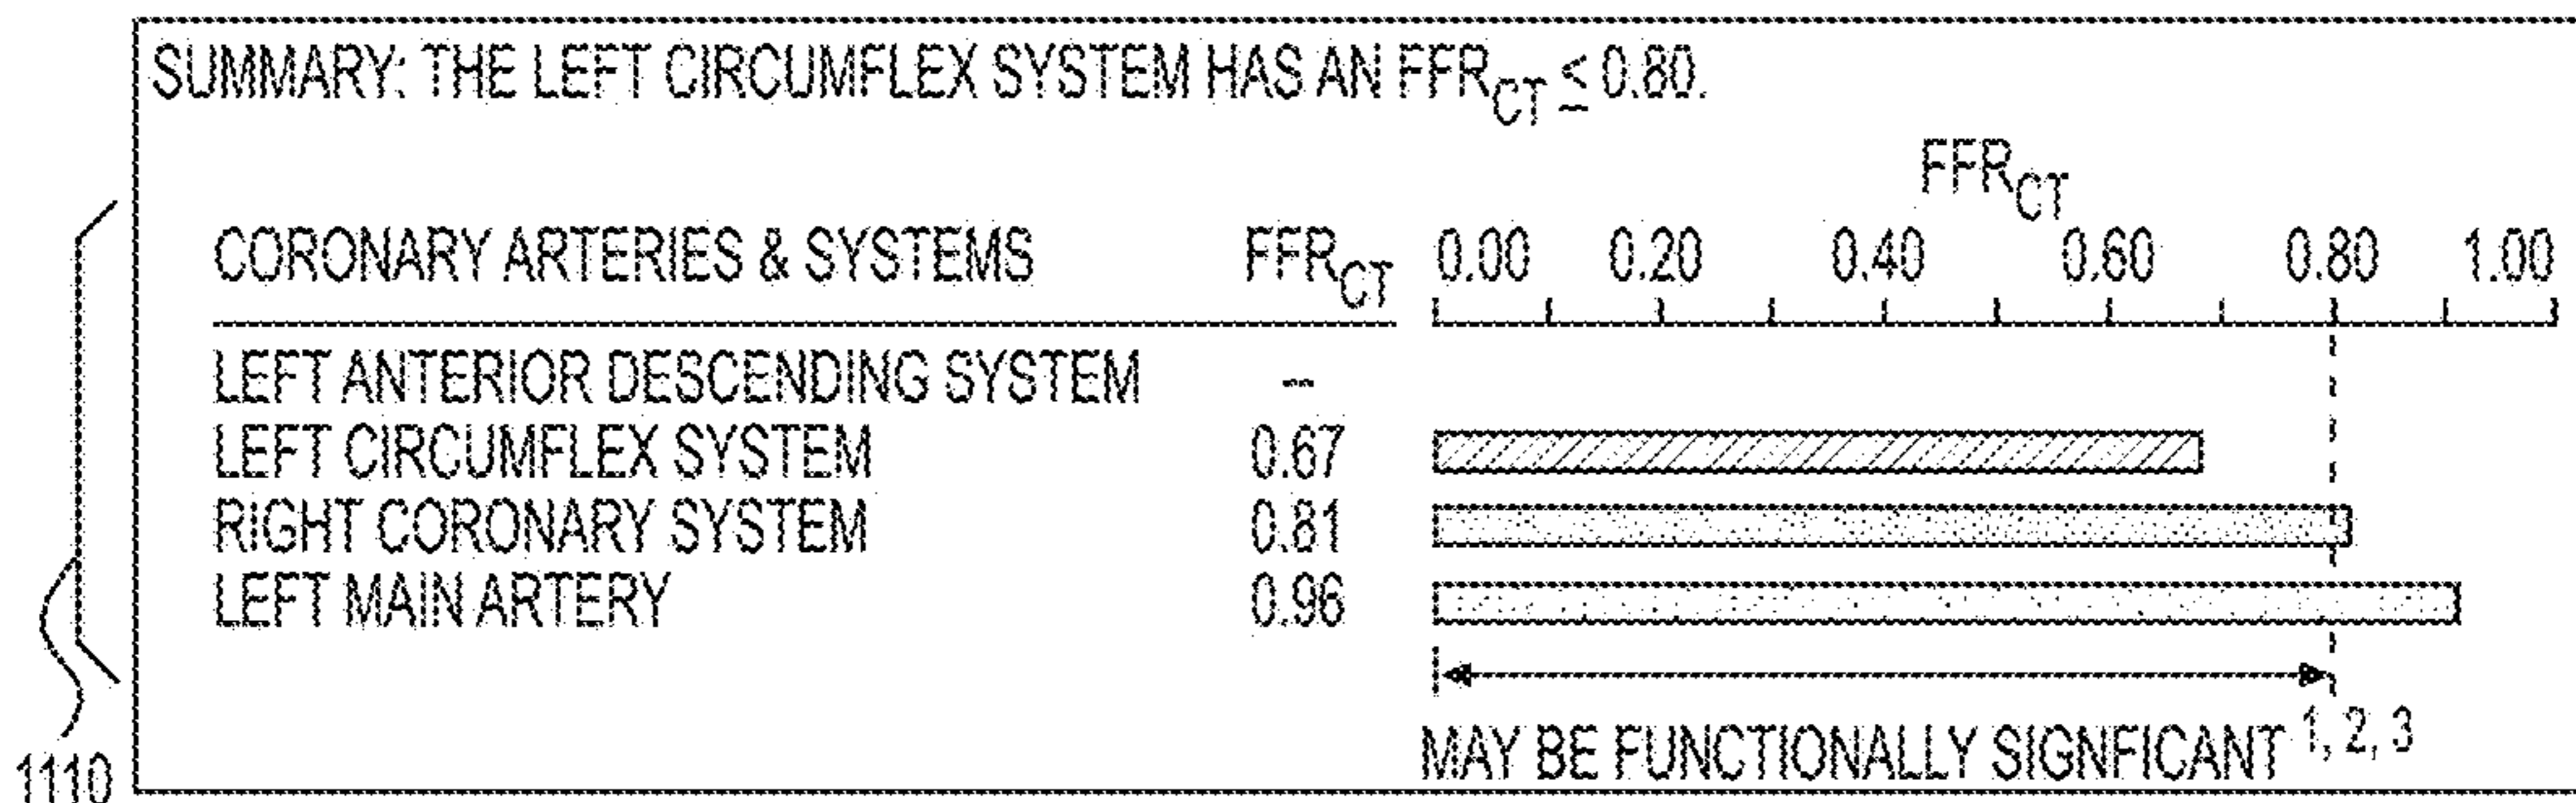 SUMMARY: THE LEFT CIRCUMFLEX SYSTEM HAS AN FFRCT ≤ 0.80.
FFRCT
CORONARY ARTERIES & SYSTEMS FFRCT 0.00 0.20 0.40 0.60 0.80 1.00
LEFT ANTERIOR DESCENDING SYSTEM --
LEFT CIRCUMFLEX SYSTEM 0.67
RIGHT CORONARY SYSTEM 0.81
LEFT MAIN ARTERY 0.96
MAY BE FUNCTIONALLY SIGNFICANT 1, 2, 3
1110